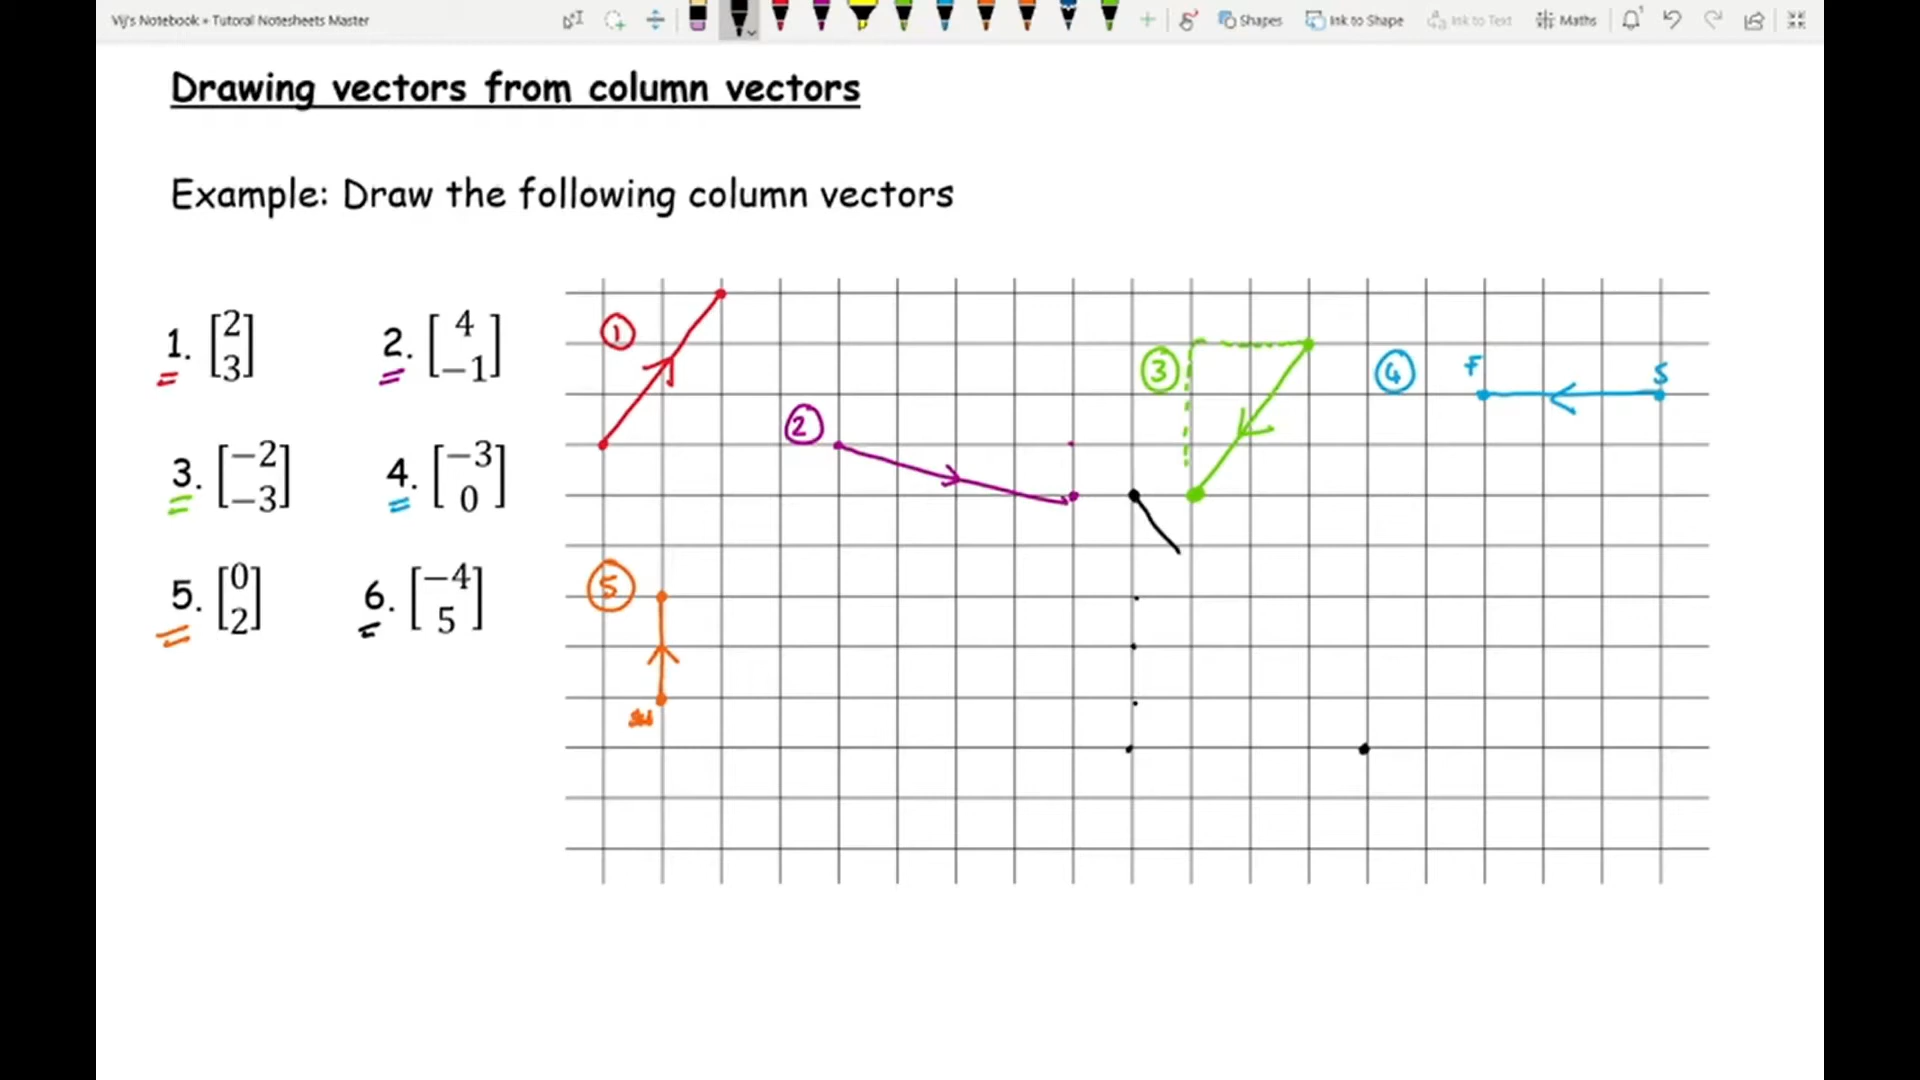 Vij's Notebook » Tutoral Notesheets Master
Shapes Ink to Shape Ink to Text Maths
Drawing vectors from column vectors
Example: Draw the following column vectors
1. [2 3] 2. [4 −1]
3. [−2 −3] 4. [−3 0]
5. [0 2] 6. [−4 5]
1
2
3
4
F S
5